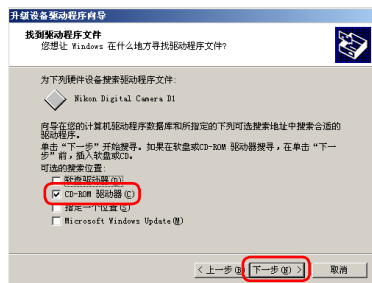 升级设备驱动程序向导
找到驱动程序文件
您想让 Windows 在什么地方寻找驱动程序文件?
为下列硬件设备搜索驱动程序文件:
Nikon Digital Camera D1
向导在您的计算机驱动程序数据库和所指定的下列可选搜索地址中搜索合适的
驱动程序。
单击“下一步”开始搜寻。如果在软盘或CD-ROM 驱动器搜寻，在单击“下一
步”前，插入软盘或CD。
可选的搜索位置:
软盘驱动器(D)
CD-ROM 驱动器(C)
指定一个位置(S)
Microsoft Windows Update(M)
< 上一步(B) 下一步(N) > 取消